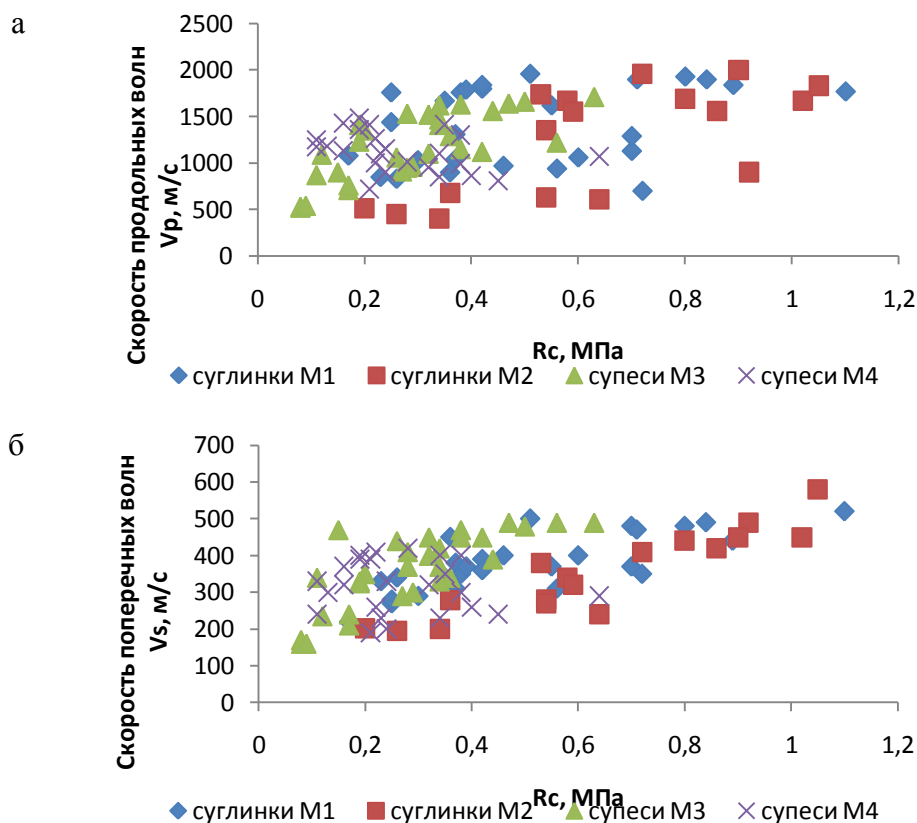 а
Скорость продольных волн
Vp, м/с
2500
2000
1500
1000
500
0
0 0,2 0,4 0,6 0,8 1 1,2
Rc, МПа
суглинки М1 суглинки М2 супеси М3 супеси М4
б
Скорость поперечных волн
Vs, м/с
700
600
500
400
300
200
100
0
0 0,2 0,4 0,6 0,8 1 1,2
Rc, МПа
суглинки М1 суглинки М2 супеси М3 супеси М4